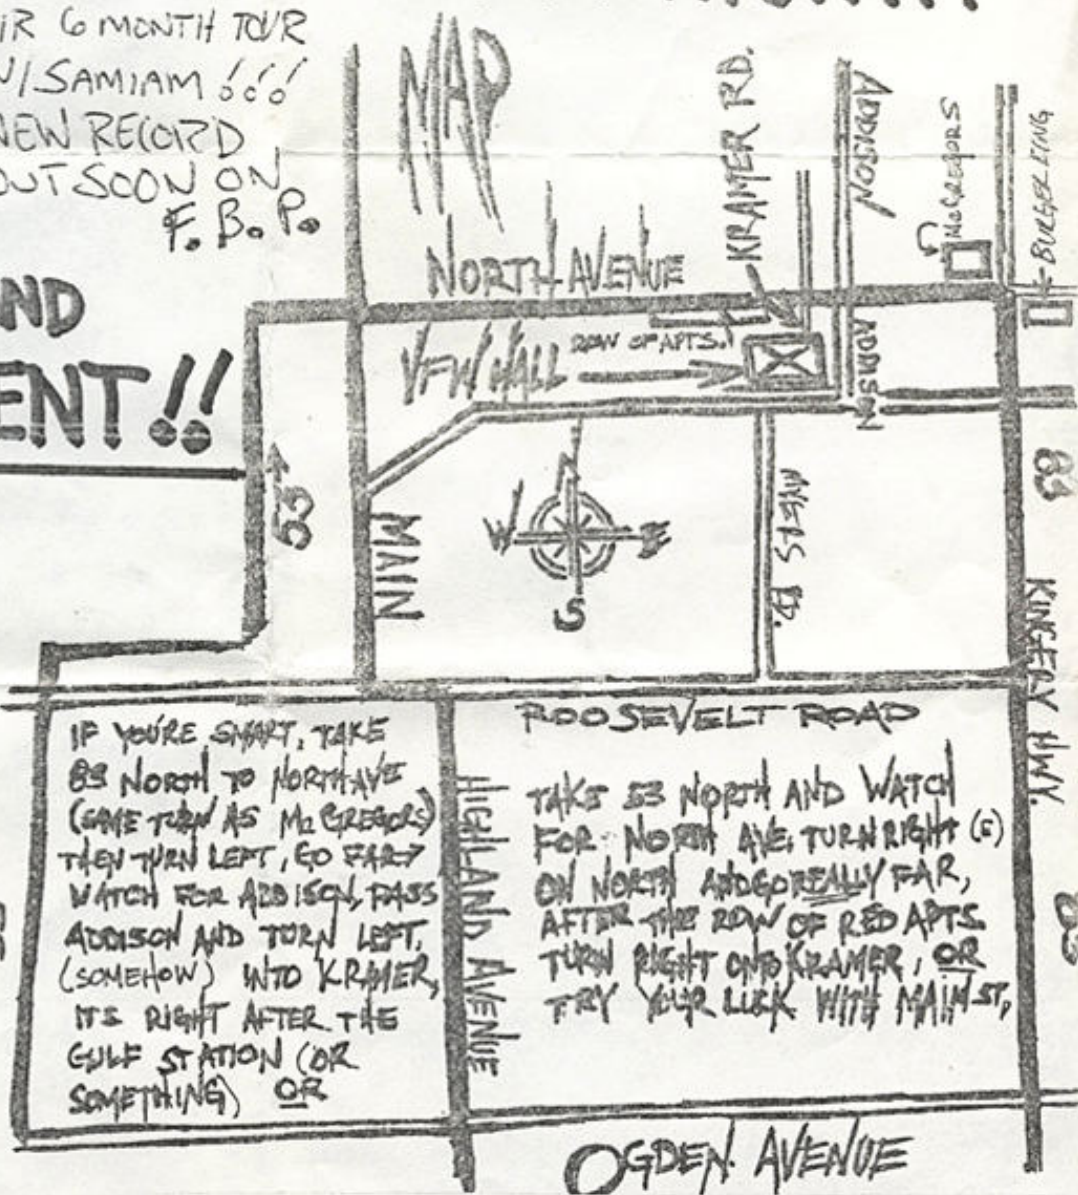 IR 6 MONTH TOUR
W/SAMIAM !!!
NEW RECORD
OUT SOON ON
F. B. P.
ND
ENT!!
MAP
KRAMER RD.
ADDISON
McGREGORS
BURGER KING
NORTH AVENUE
ROW OF APTS.
VFW HALL
ADDISON
53
MAIN
N
W
E
S
RD.
83
KINGERY HWY.
ROOSEVELT ROAD
IF YOU'RE SMART, TAKE
83 NORTH TO NORTH AVE
(SAME TURN AS McGREGORS)
THEN TURN LEFT, GO FAR→
WATCH FOR ADDISON, PASS
ADDISON AND TURN LEFT,
(SOMEHOW) INTO KRAMER,
ITS RIGHT AFTER THE
GULF STATION (OR
SOMETHING) OR
HIGHLAND AVENUE
TAKE 53 NORTH AND WATCH
FOR NORTH AVE, TURN RIGHT (E)
ON NORTH AND GO REALLY FAR,
AFTER THE ROW OF RED APTS.
TURN RIGHT ONTO KRAMER, OR
TRY YOUR LUCK WITH MAIN ST,
83
OGDEN AVENUE